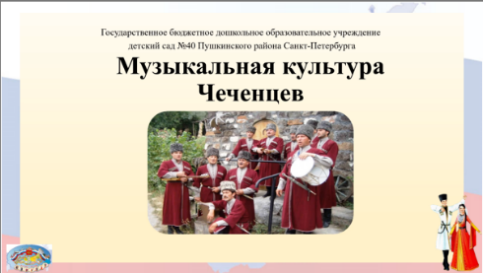 Государственное бюджетное дошкольное образовательное учреждение
детский сад №40 Пушкинского района Санкт-Петербурга
Музыкальная культура
Чеченцев